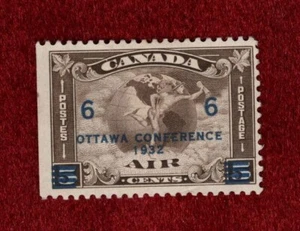 CANADA
POSTES
POSTAGE
6 6
OTTAWA CONFERENCE
1932
AIR
5 CENTS 5